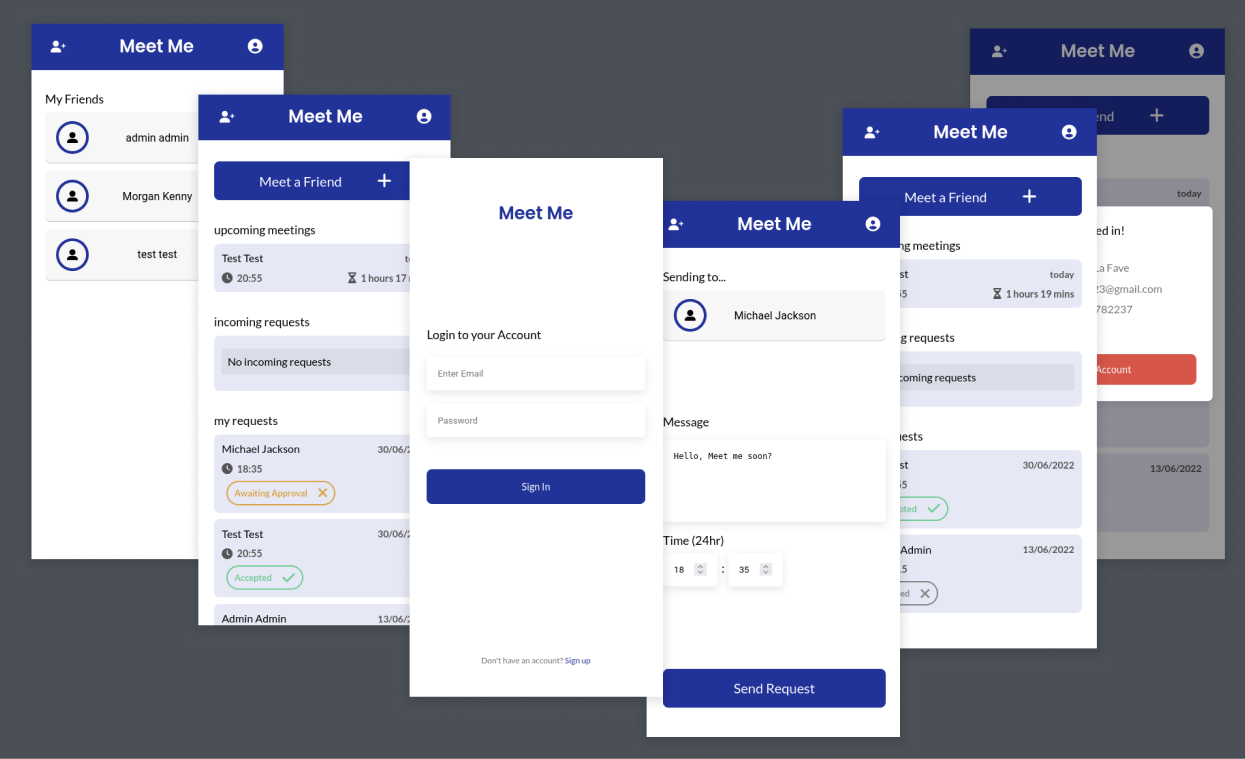 Meet Me
My Friends
admin admin
Morgan Kenny
test test
Meet Me
Meet a Friend
upcoming meetings
Test Test
20:55 1 hours 17
incoming requests
No incoming requests
my requests
Michael Jackson 30/06/2
18:35
Awaiting Approval
Test Test 30/06/2
20:55
Accepted
Admin Admin 13/06/2
Meet Me
Login to your Account
Enter Email
Password
Sign In
Don't have an account? Sign up
Meet Me
Sending to...
Michael Jackson
Message
Hello, Meet me soon?
Time (24hr)
18 : 35
Send Request
Meet Me
Meet a Friend
ng meetings
st today
55 1 hours 19 mins
g requests
coming requests
uests
st 30/06/2022
55
pted
Admin 13/06/2022
.5
ed
Meet Me
end
today
ed in!
La Fave
23@gmail.com
782237
Account
13/06/2022